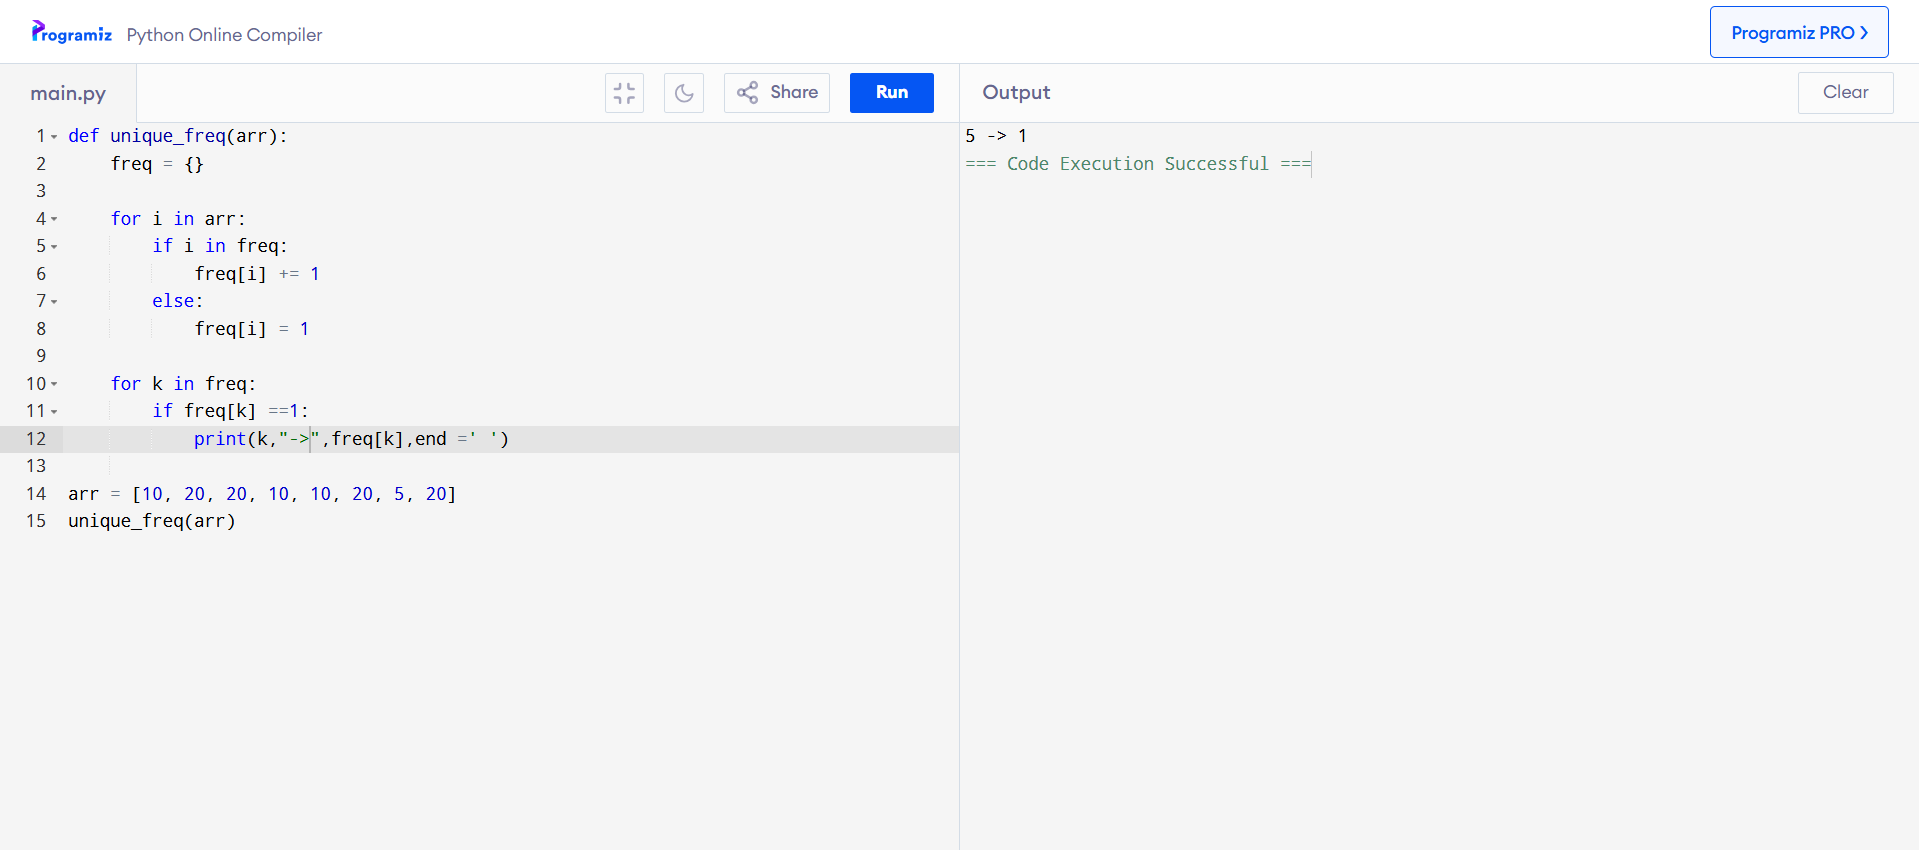 Programiz Python Online Compiler
Programiz PRO
main.py
Share
Run
Output
Clear
1 def unique_freq(arr):
2     freq = {}
3
4     for i in arr:
5         if i in freq:
6             freq[i] += 1
7         else:
8             freq[i] = 1
9
10     for k in freq:
11         if freq[k] ==1:
12             print(k,"->",freq[k],end =' ')
13
14 arr = [10, 20, 20, 10, 10, 20, 5, 20]
15 unique_freq(arr)
5 -> 1
=== Code Execution Successful ===